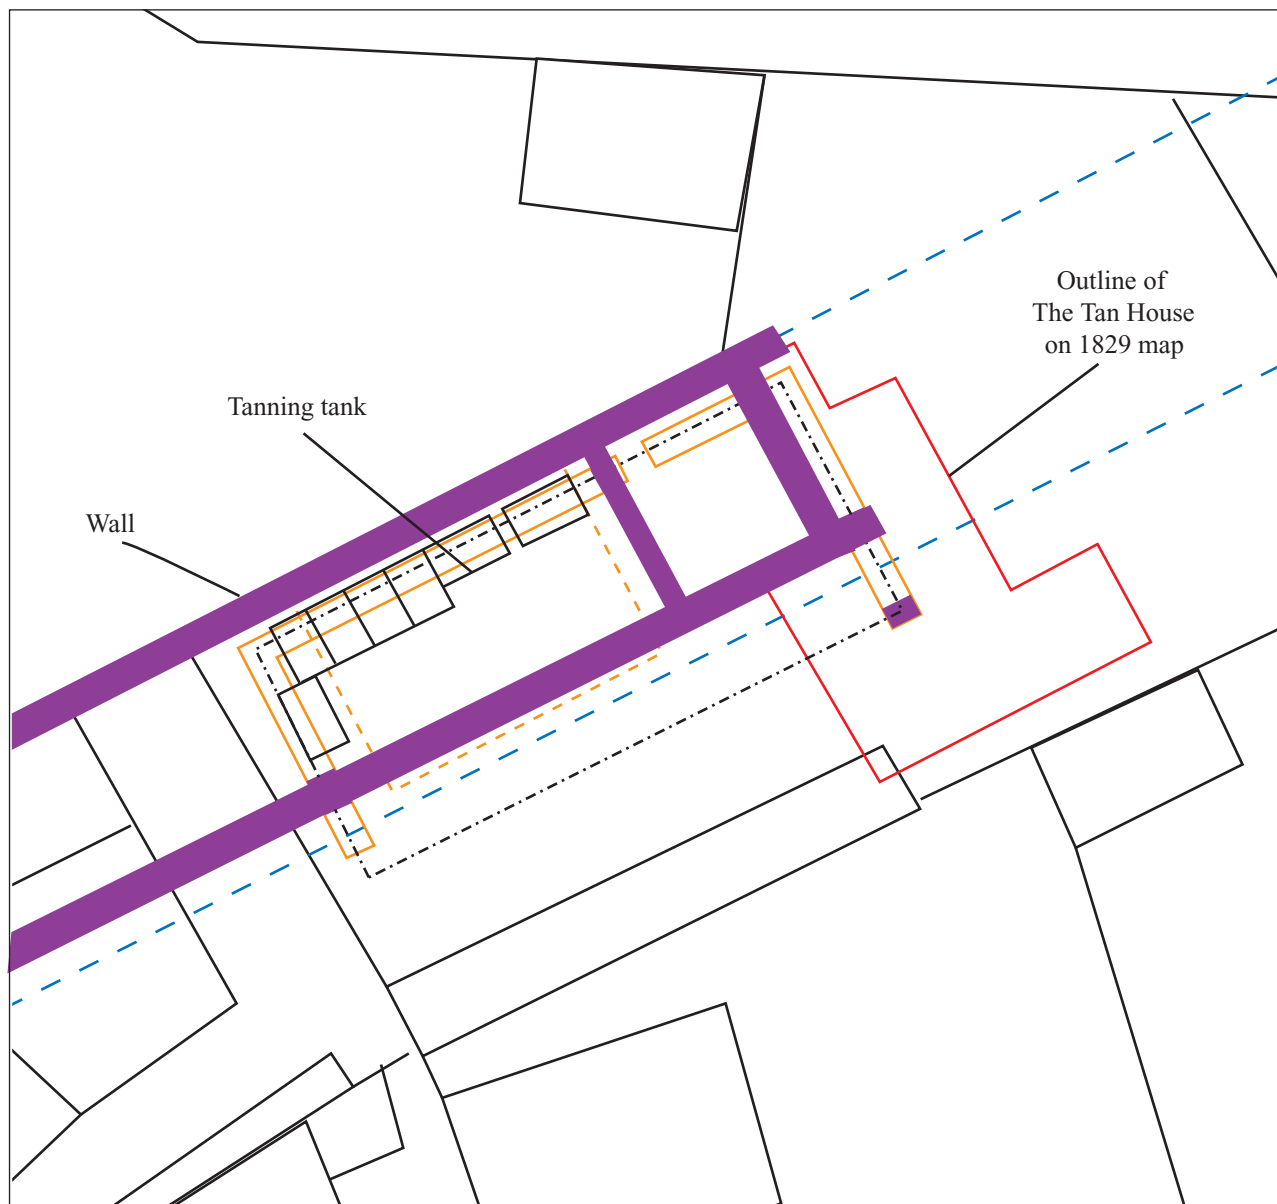 Outline of
The Tan House
on 1829 map
Tanning tank
Wall